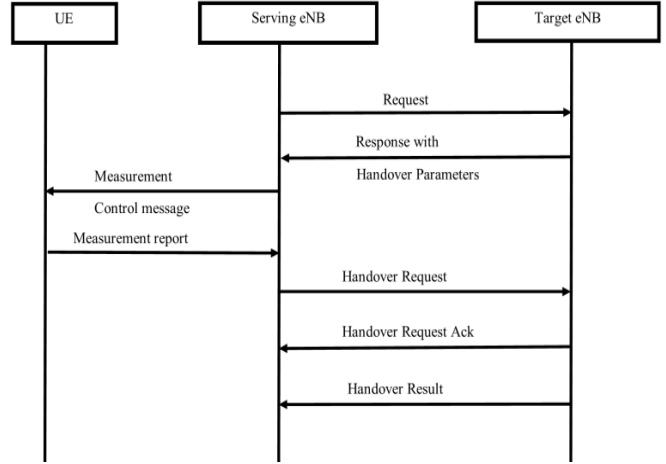 UE
Serving eNB
Target eNB
Request
Response with
Handover Parameters
Measurement
Control message
Measurement report
Handover Request
Handover Request Ack
Handover Result